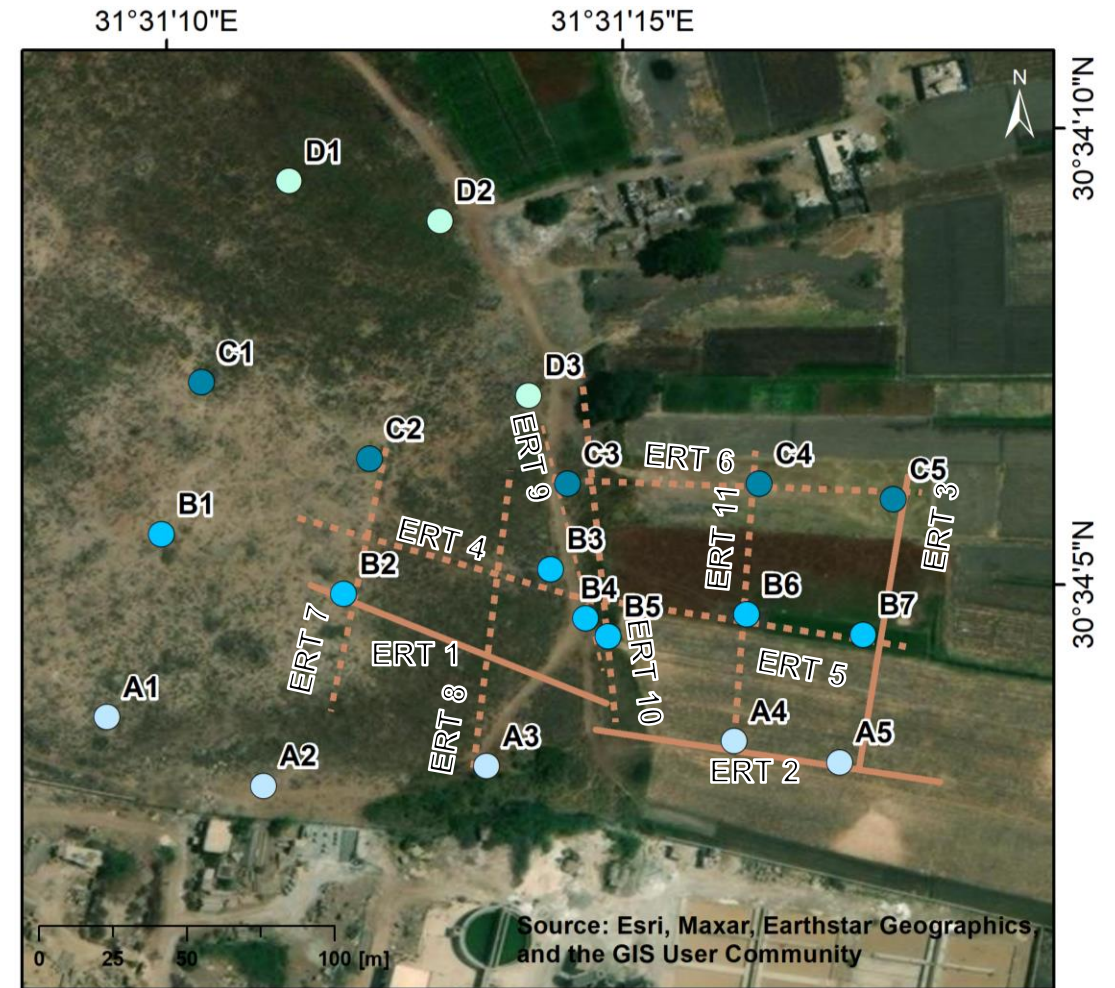 31°31'10"E
31°31'15"E
N
30°34'10"N
D1
D2
C1
D3
C2
ERT 9
C3
ERT 6
C4
C5
ERT 3
B1
ERT 4
B3
ERT 11
30°34'5"N
B2
B4
B5
B6
B7
ERT 7
ERT 1
ERT 10
ERT 5
A1
ERT 8
A3
A4
A5
A2
ERT 2
Source: Esri, Maxar, Earthstar Geographics,
and the GIS User Community
0 25 50 100 [m]